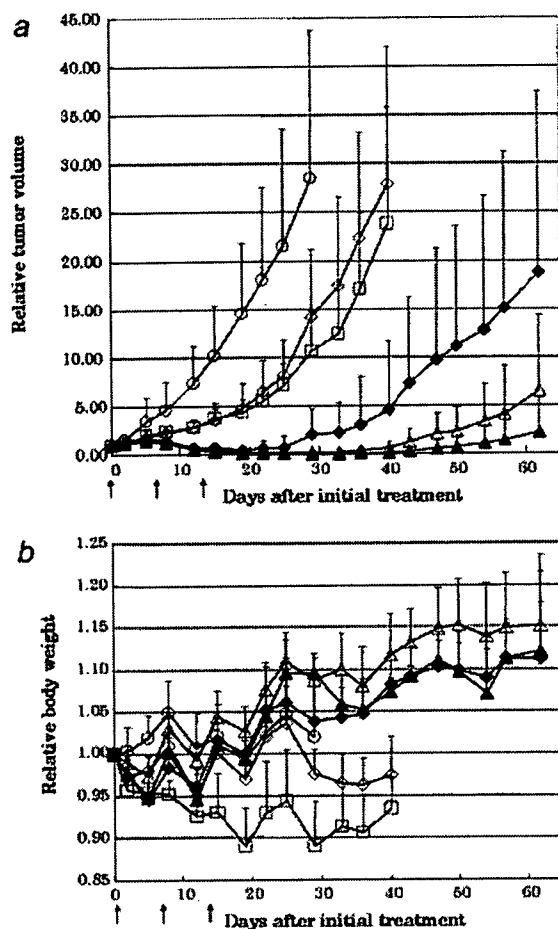 a
45.00
40.00
35.00
30.00
25.00
20.00
15.00
10.00
5.00
0.00
Relative tumor volume
0 10 20 30 40 50 60
Days after initial treatment
b
1.25
1.20
1.15
1.10
1.05
1.00
0.95
0.90
0.85
Relative body weight
0 10 20 30 40 50 60
Days after initial treatment